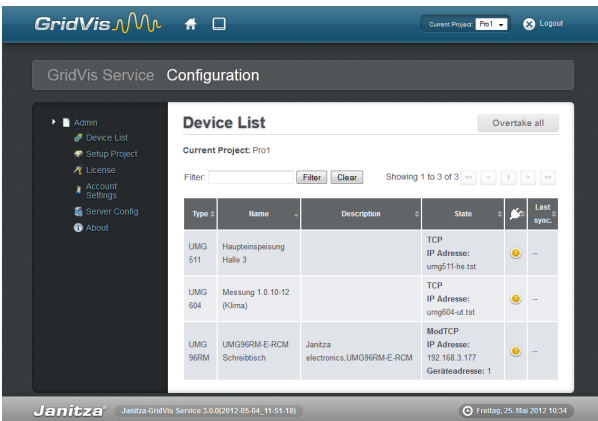 GridVis
Current Project: Pro1
Logout
GridVis Service Configuration
Admin
Device List
Setup Project
License
Account
Settings
Server Config
About
Device List
Overtake all
Current Project: Pro1
Filter: Filter Clear Showing 1 to 3 of 3 << < 1 > >>
Type Name Description State Last
sync.
UMG
511
Haupteinspeisung
Halle 3
TCP
IP Adresse:
umg511-he.tst
--
UMG
604
Messung 1.0.10-12
(Klima)
TCP
IP Adresse:
umg604-ut.tst
--
UMG
96RM
UMG96RM-E-RCM
Schreibtisch
Janitza
electronics,UMG96RM-E-RCM
ModTCP
IP Adresse:
192.168.3.177
Geräteadresse: 1
--
Janitza® Janitza-GridVis Service 3.0.0(2012-05-04_11-51-18)
Freitag, 25. Mai 2012 10:34